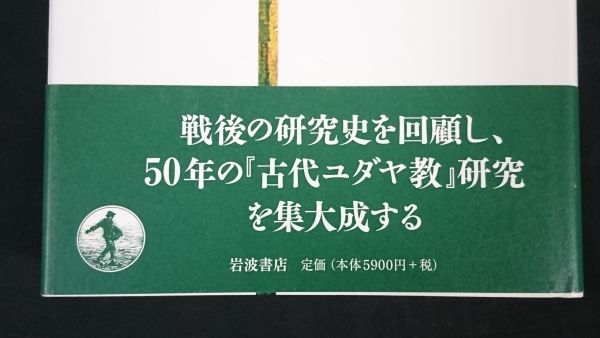 戦後の研究史を回顧し、
50年の『古代ユダヤ教』研究
を集大成する
岩波書店 定価(本体5900円+税)